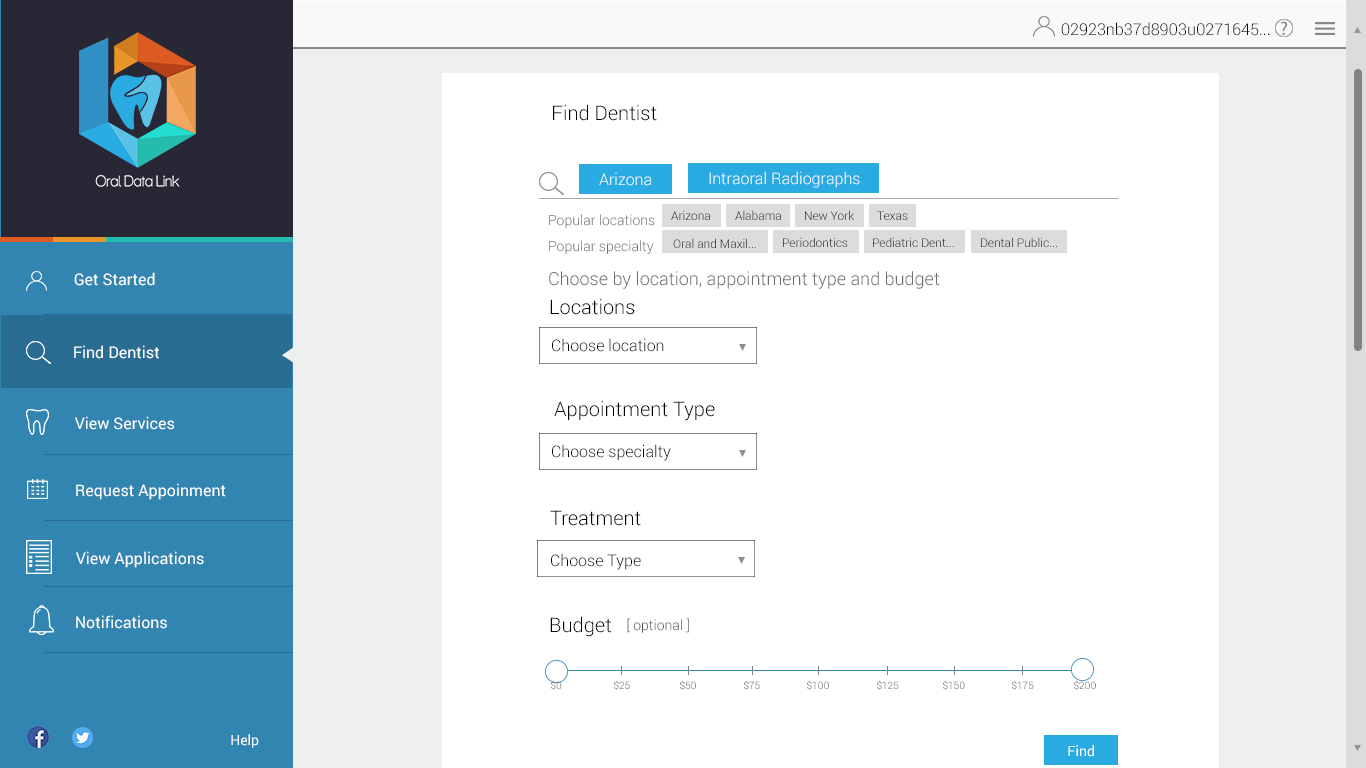 Oral Data Link
Get Started
Find Dentist
View Services
Request Appoinment
View Applications
Notifications
Help
02923nb37d8903u0271645... ?
Find Dentist
Arizona Intraoral Radiographs
Popular locations Arizona Alabama New York Texas
Popular specialty Oral and Maxil... Periodontics Pediatric Dent... Dental Public...
Choose by location, appointment type and budget
Locations
Choose location
Appointment Type
Choose specialty
Treatment
Choose Type
Budget [ optional ]
$0 $25 $50 $75 $100 $125 $150 $175 $200
Find